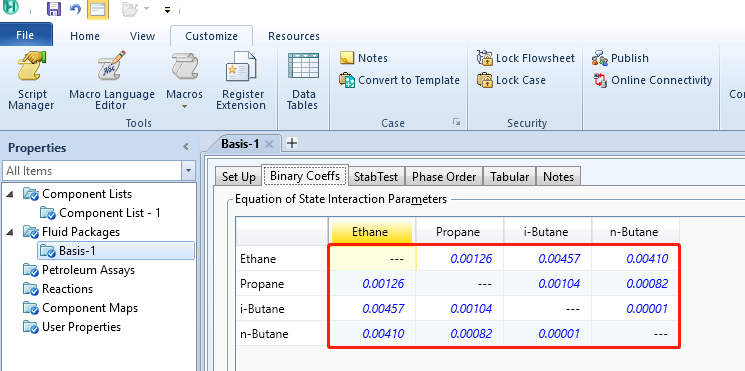 File Home View Customize Resources
Notes Lock Flowsheet Publish
Convert to Template Lock Case Online Connectivity
Script Manager Macro Language Editor Macros Register Extension Data Tables
Tools Case Security
Properties
All Items
Component Lists
Component List - 1
Fluid Packages
Basis-1
Petroleum Assays
Reactions
Component Maps
User Properties
Basis-1 × +
Set Up Binary Coeffs StabTest Phase Order Tabular Notes
Equation of State Interaction Parameters
Ethane Propane i-Butane n-Butane
Ethane --- 0.00126 0.00457 0.00410
Propane 0.00126 --- 0.00104 0.00082
i-Butane 0.00457 0.00104 --- 0.00001
n-Butane 0.00410 0.00082 0.00001 ---